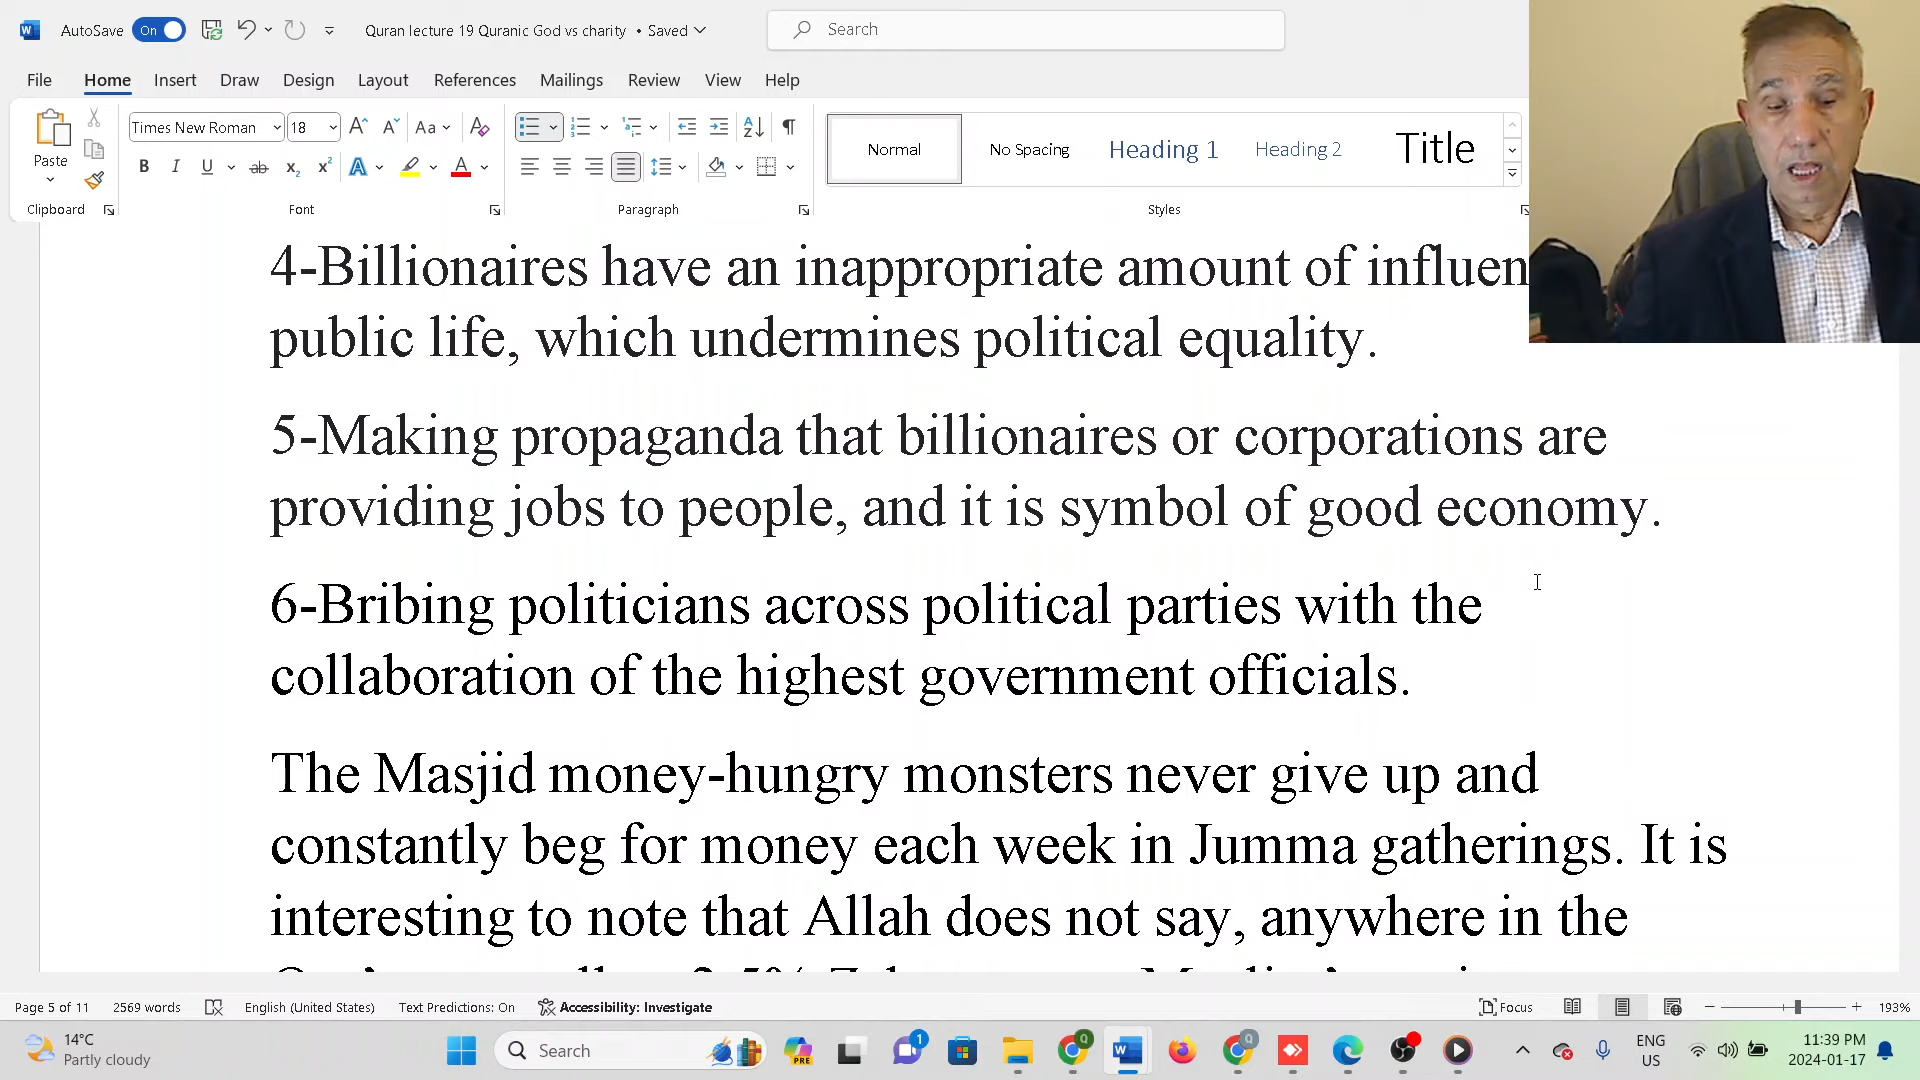 AutoSave On Quran lecture 19 Quranic God vs charity • Saved Search
File Home Insert Draw Design Layout References Mailings Review View Help
Paste Times New Roman 18 Aa Normal No Spacing Heading 1 Heading 2 Title
B I U ab x2 x2 A A
Clipboard Font Paragraph Styles
4-Billionaires have an inappropriate amount of influen
public life, which undermines political equality.
5-Making propaganda that billionaires or corporations are
providing jobs to people, and it is symbol of good economy.
6-Bribing politicians across political parties with the
collaboration of the highest government officials.
The Masjid money-hungry monsters never give up and
constantly beg for money each week in Jumma gatherings. It is
interesting to note that Allah does not say, anywhere in the
Page 5 of 11 2569 words English (United States) Text Predictions: On Accessibility: Investigate Focus 193%
14°C
Partly cloudy
Search
PRE
1
ENG
US
11:39 PM
2024-01-17